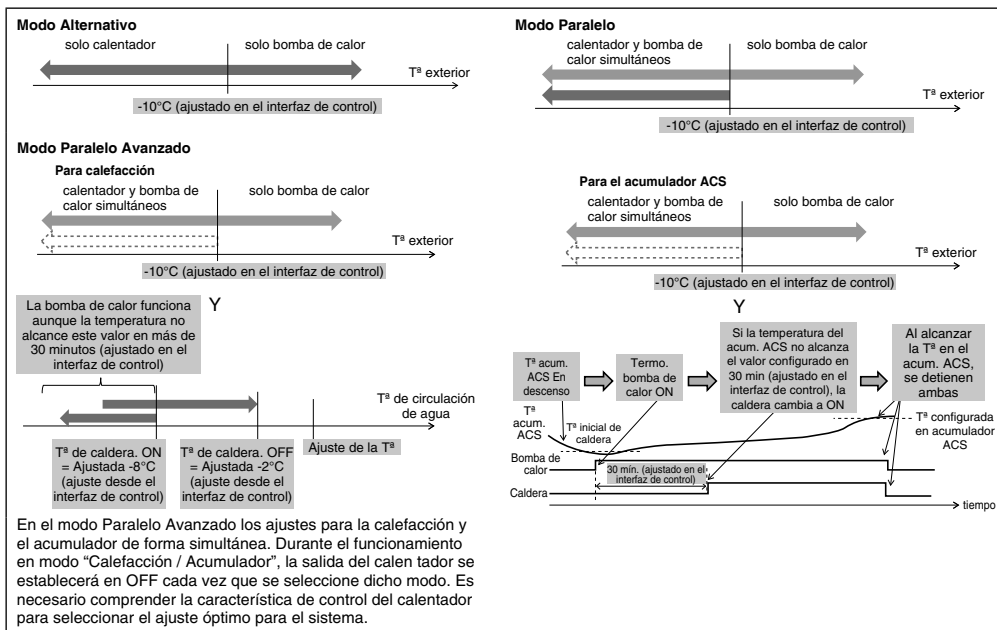 Modo Alternativo
solo calentador
solo bomba de calor
Tª exterior
-10°C (ajustado en el interfaz de control)
Modo Paralelo
calentador y bomba de
calor simultáneos
solo bomba de calor
Tª exterior
-10°C (ajustado en el interfaz de control)
Modo Paralelo Avanzado
Para calefacción
calentador y bomba de
calor simultáneos
solo bomba de calor
Tª exterior
-10°C (ajustado en el interfaz de control)
Y
La bomba de calor funciona
aunque la temperatura no
alcance este valor en más de
30 minutos (ajustado en el
interfaz de control)
Tª de circulación
de agua
Tª de caldera. ON
= Ajustada -8°C
(ajuste desde el
interfaz de control)
Tª de caldera. OFF
= Ajustada -2°C
(ajuste desde el
interfaz de control)
Ajuste de la Tª
Para el acumulador ACS
calentador y bomba de
calor simultáneos
solo bomba de calor
Tª exterior
-10°C (ajustado en el interfaz de control)
Y
Tª acum.
ACS En
descenso
Termo.
bomba de
calor ON
Si la temperatura del
acum. ACS no alcanza
el valor configurado en
30 min (ajustado en el
interfaz de control), la
caldera cambia a ON
Al alcanzar
la Tª en el
acum. ACS,
se detienen
ambas
Tª
acum.
ACS
Tª inicial de
caldera
Tª configurada
en acumulador
ACS
Bomba de
calor
30 mín. (ajustado en el
interfaz de control)
Caldera
tiempo
En el modo Paralelo Avanzado los ajustes para la calefacción y
el acumulador de forma simultánea. Durante el funcionamiento
en modo “Calefacción / Acumulador”, la salida del calen tador se
establecerá en OFF cada vez que se seleccione dicho modo. Es
necesario comprender la característica de control del calentador
para seleccionar el ajuste óptimo para el sistema.